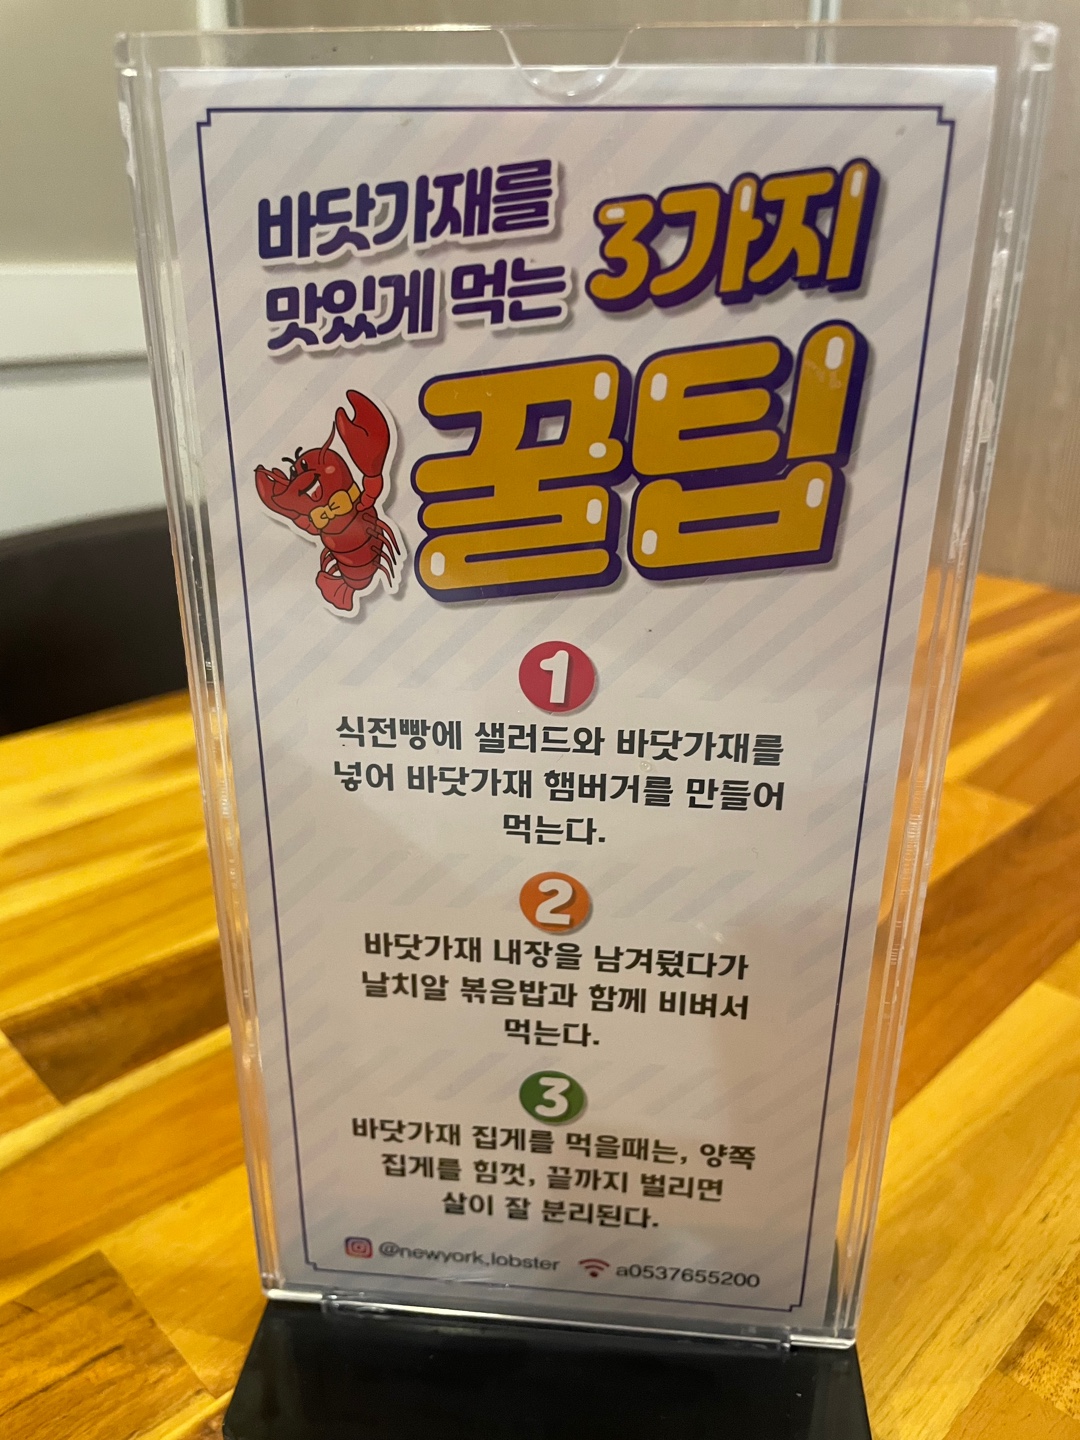 바닷가재를
맛있게 먹는 3가지
꿀팁
1
식전빵에 샐러드와 바닷가재를
넣어 바닷가재 햄버거를 만들어
먹는다.
2
바닷가재 내장을 남겨뒀다가
날치알 볶음밥과 함께 비벼서
먹는다.
3
바닷가재 집게를 먹을때는, 양쪽
집게를 힘껏, 끝까지 벌리면
살이 잘 분리된다.
@newyork_lobster a0537655200